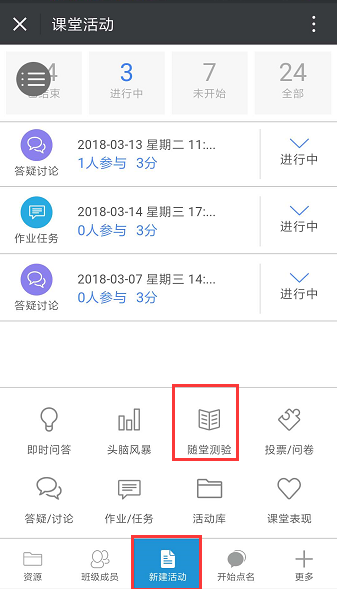 课堂活动
4 3 7 24
已结束 进行中 未开始 全部
2018-03-13 星期二 11:...
1人参与 3分
答疑讨论
进行中
2018-03-14 星期三 17:...
0人参与 3分
作业任务
进行中
2018-03-07 星期三 14:...
0人参与 3分
答疑讨论
进行中
即时问答 头脑风暴 随堂测验 投票/问卷
答疑/讨论 作业/任务 活动库 课堂表现
资源 班级成员 新建活动 开始点名 更多